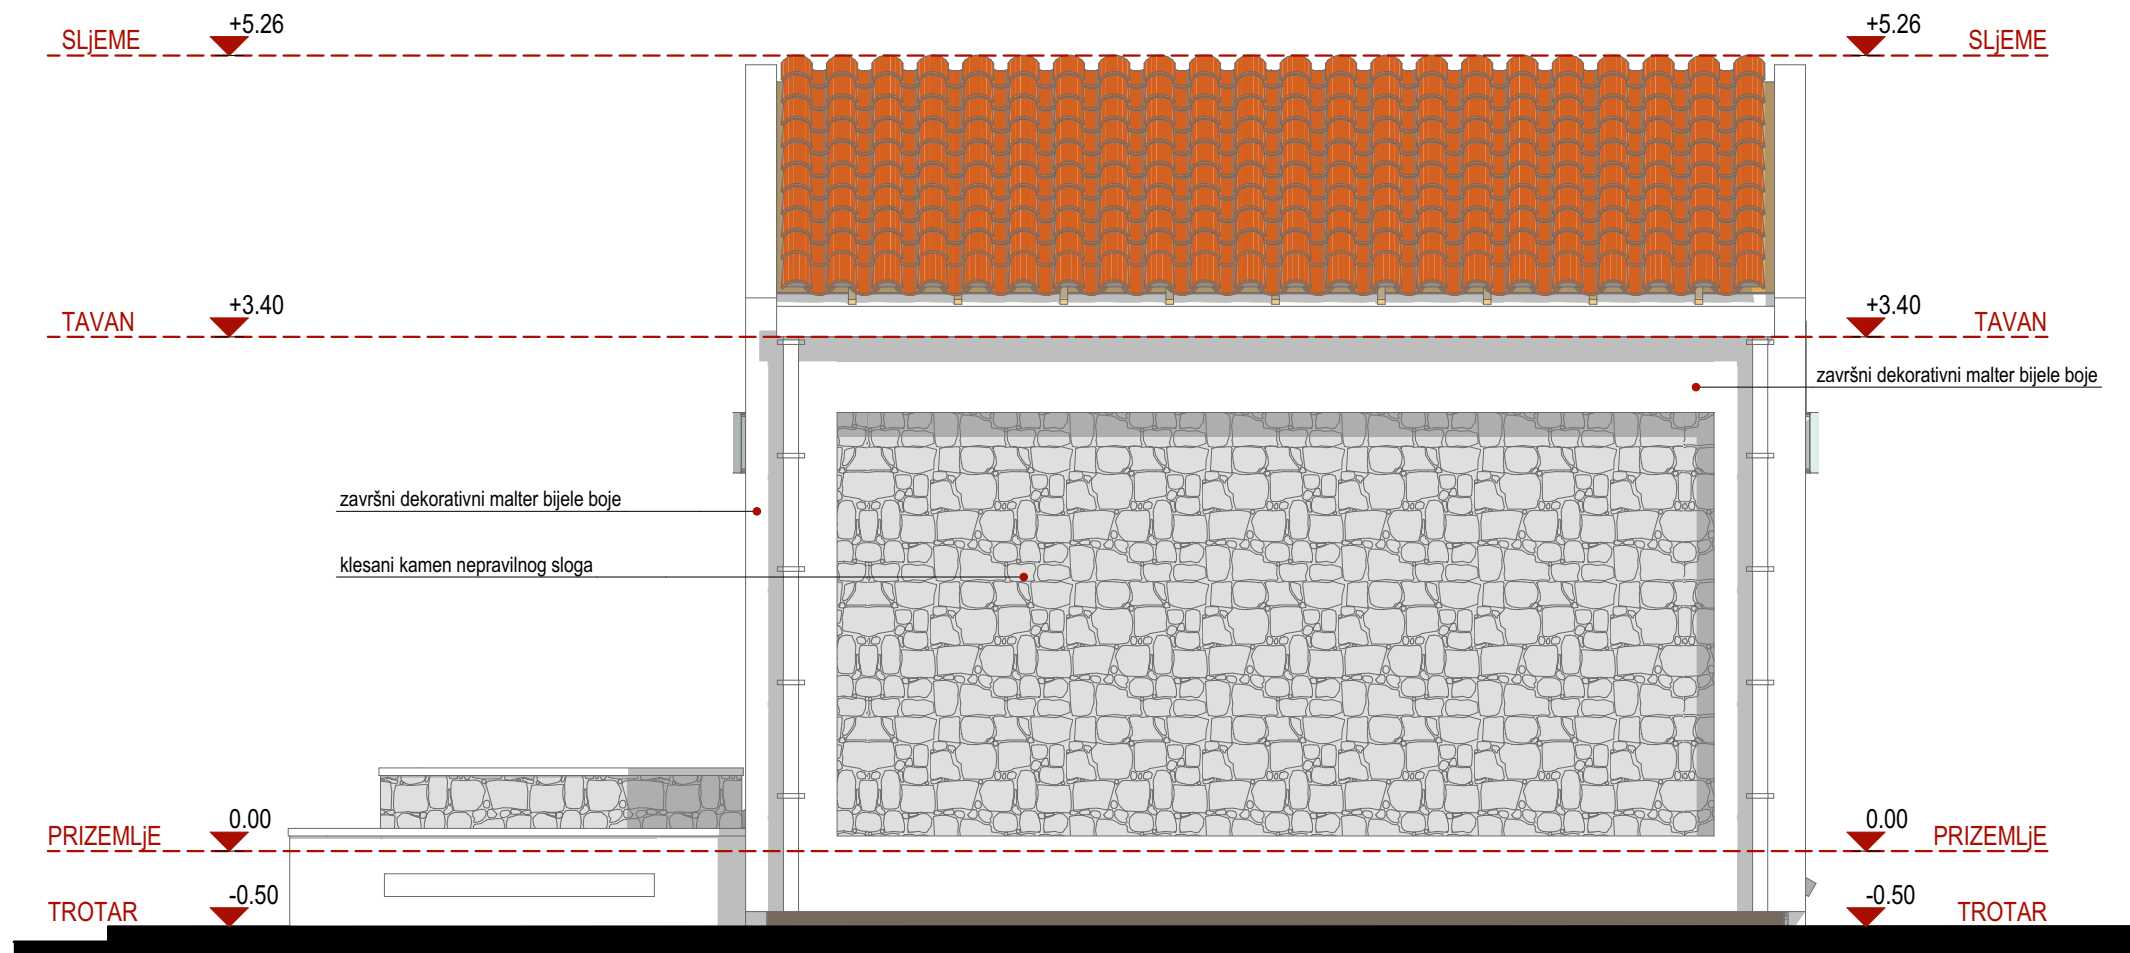 SLjEME +5.26 +5.26 SLjEME
TAVAN +3.40 +3.40 TAVAN
završni dekorativni malter bijele boje
završni dekorativni malter bijele boje
klesani kamen nepravilnog sloga
PRIZEMLjE 0.00 0.00 PRIZEMLjE
TROTAR -0.50 -0.50 TROTAR